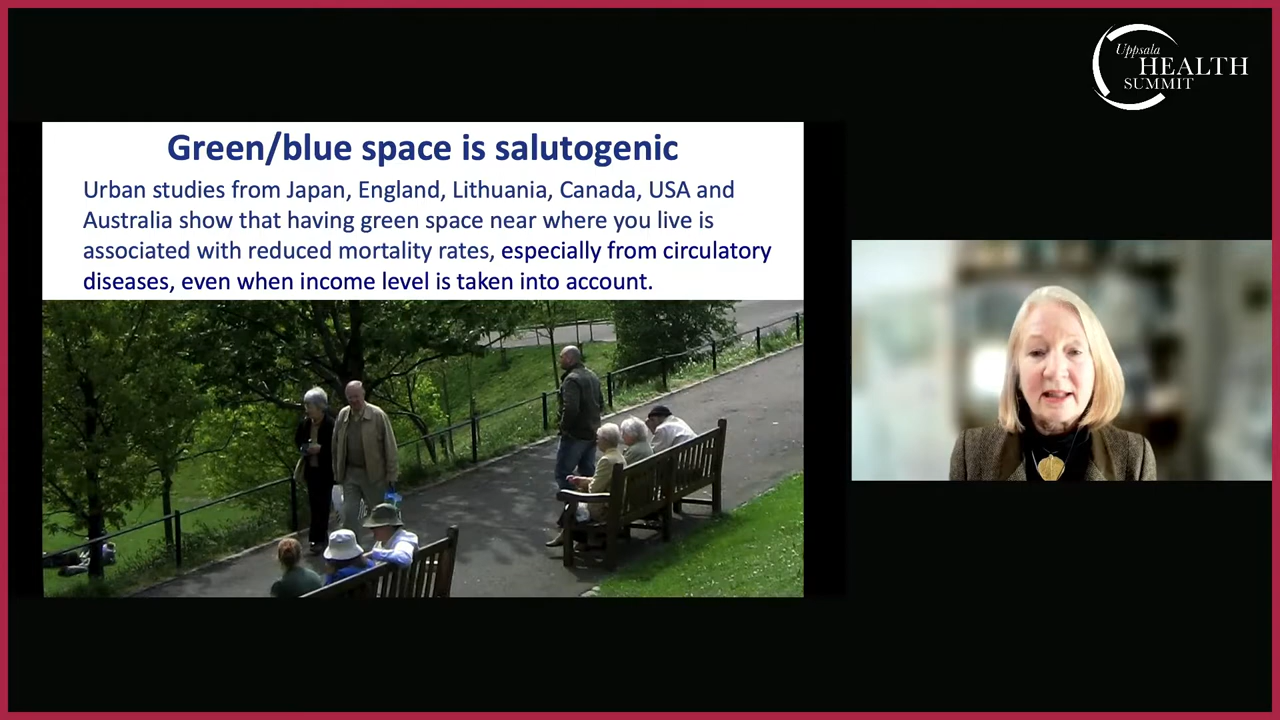 Uppsala
HEALTH
SUMMIT
Green/blue space is salutogenic
Urban studies from Japan, England, Lithuania, Canada, USA and
Australia show that having green space near where you live is
associated with reduced mortality rates, especially from circulatory
diseases, even when income level is taken into account.